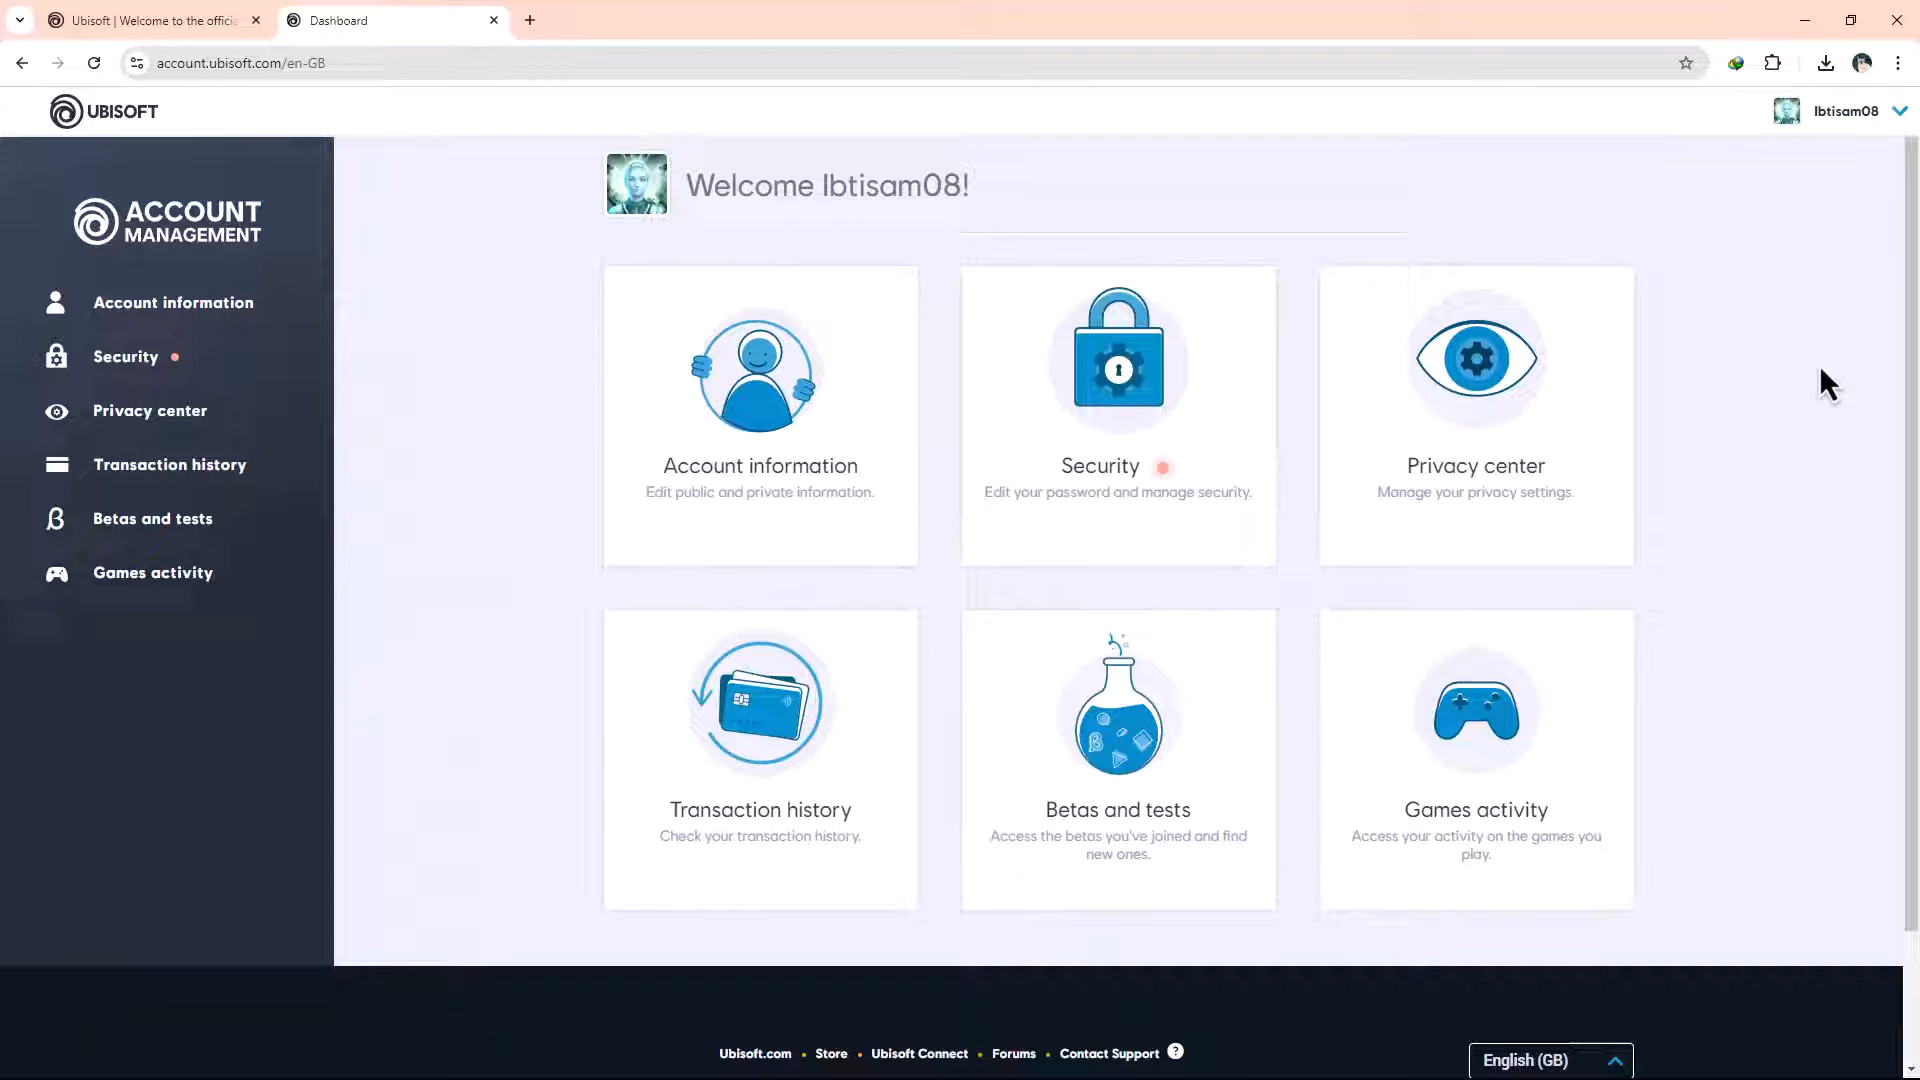 Ubisoft | Welcome to the officia
Dashboard
account.ubisoft.com/en-GB
UBISOFT
Ibtisam08
ACCOUNT
MANAGEMENT
Account information
Security
Privacy center
Transaction history
Betas and tests
Games activity
Welcome Ibtisam08!
Account information
Edit public and private information.
Security
Edit your password and manage security.
Privacy center
Manage your privacy settings.
Transaction history
Check your transaction history.
Betas and tests
Access the betas you've joined and find
new ones.
Games activity
Access your activity on the games you
play.
Ubisoft.com • Store • Ubisoft Connect • Forums • Contact Support ?
English (GB)